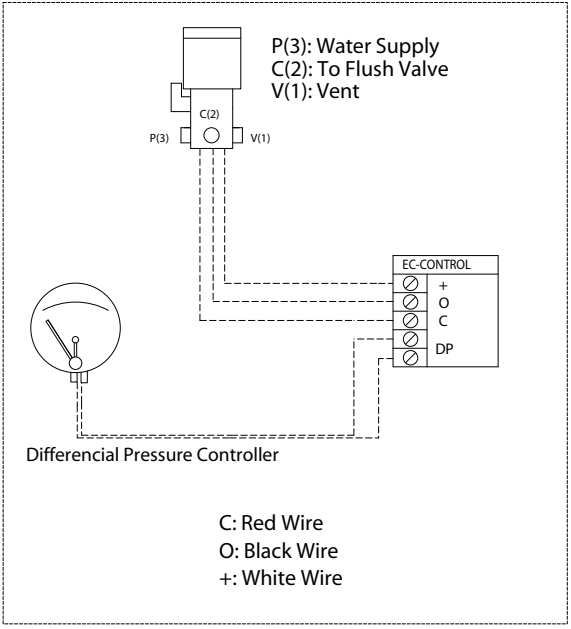 P(3): Water Supply
C(2): To Flush Valve
V(1): Vent
C(2)
P(3)
V(1)
EC-CONTROL
+
O
C
DP
Differencial Pressure Controller
C: Red Wire
O: Black Wire
+: White Wire